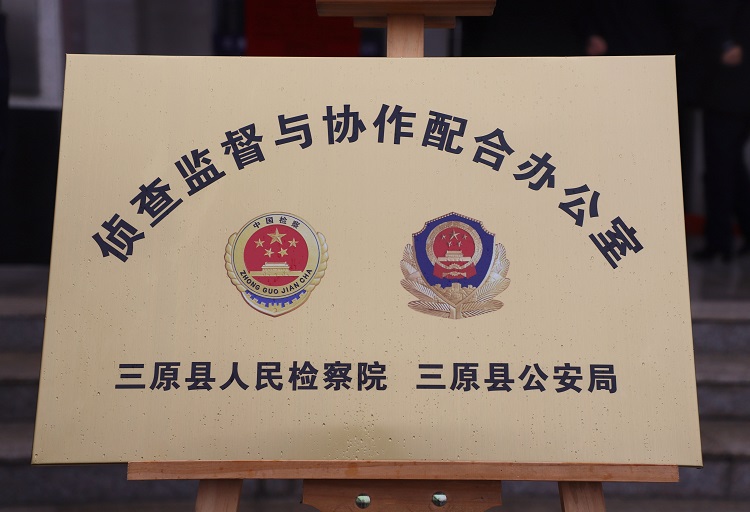 侦查监督与协作配合办公室
中国检察
ZHONG GUO JIAN CHA
三原县人民检察院 三原县公安局